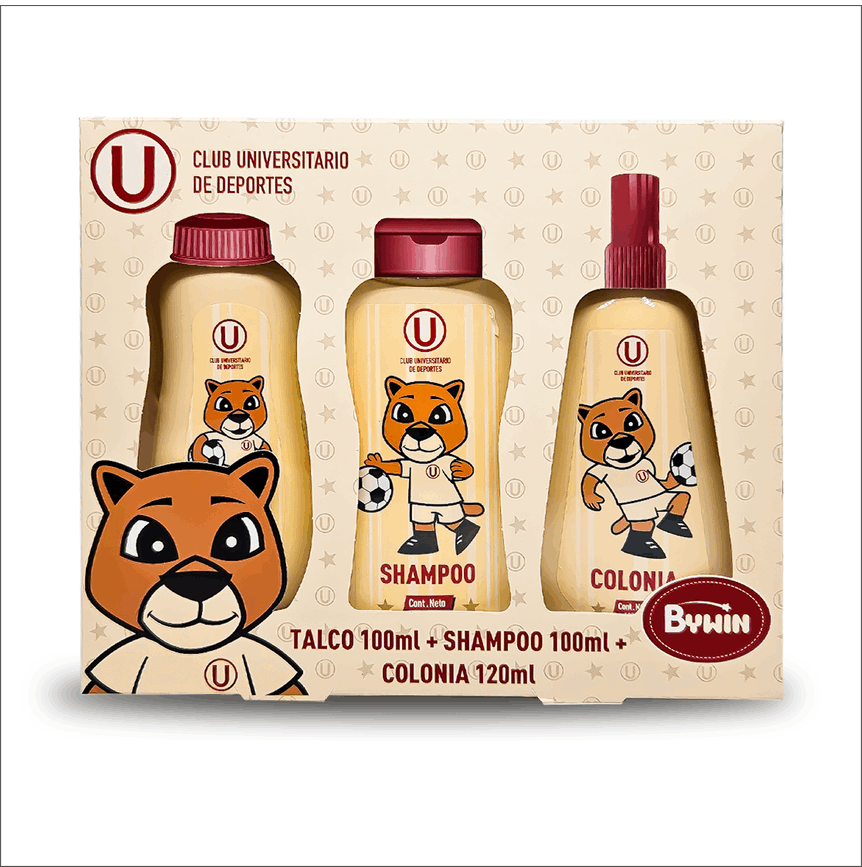 U
CLUB UNIVERSITARIO
DE DEPORTES
U
CLUB UNIVERSITARIO
DE DEPORTES
U
U
CLUB UNIVERSITARIO
DE DEPORTES
U
SHAMPOO
Cont. Neto
U
CLUB UNIVERSITARIO
DE DEPORTES
U
COLONIA
Cont.
BYWIN
TALCO 100ml + SHAMPOO 100ml +
COLONIA 120ml
U